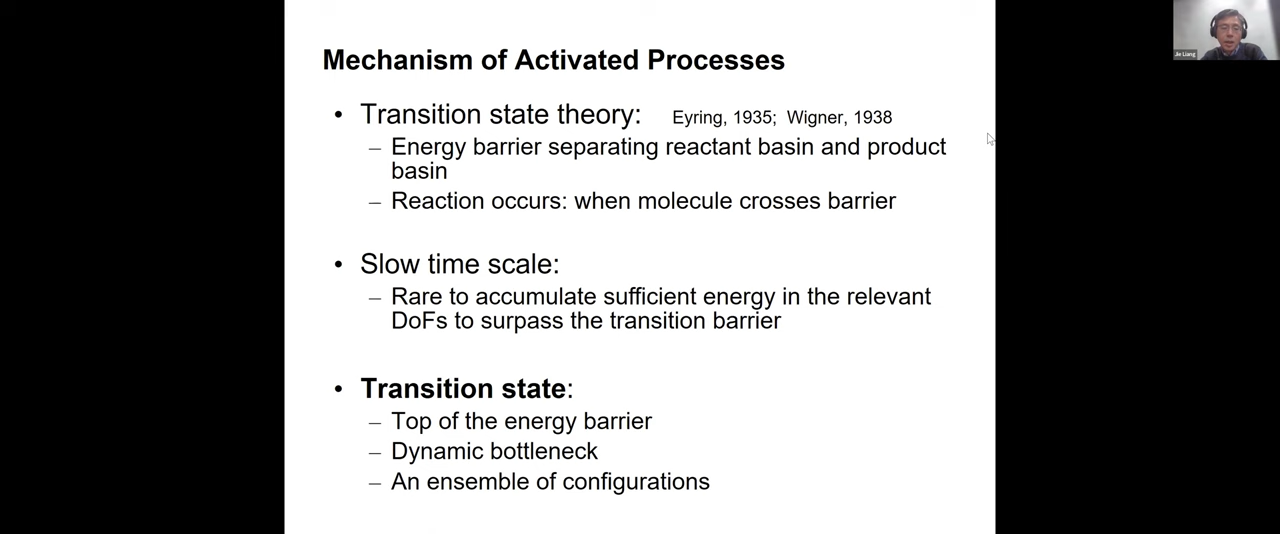 Mechanism of Activated Processes
• Transition state theory: Eyring, 1935; Wigner, 1938
– Energy barrier separating reactant basin and product
basin
– Reaction occurs: when molecule crosses barrier
• Slow time scale:
– Rare to accumulate sufficient energy in the relevant
DoFs to surpass the transition barrier
• Transition state:
– Top of the energy barrier
– Dynamic bottleneck
– An ensemble of configurations
Jie Liang